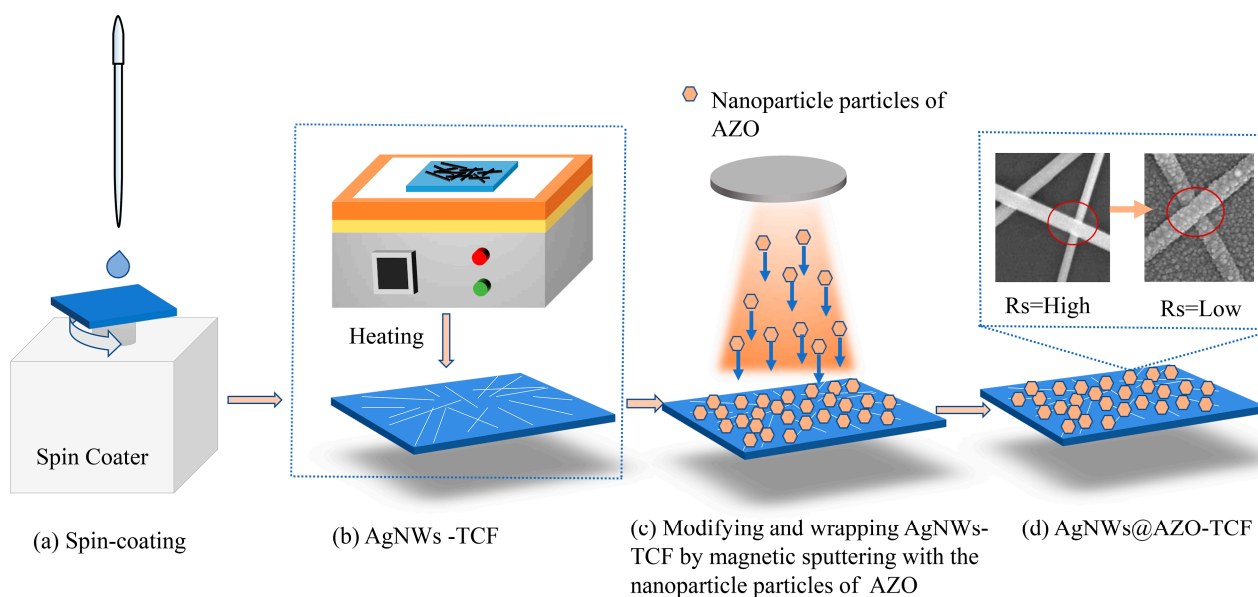 Nanoparticle particles of
AZO
Rs=High
Rs=Low
Heating
Spin Coater
(a) Spin-coating
(b) AgNWs -TCF
(c) Modifying and wrapping AgNWs-
TCF by magnetic sputtering with the
nanoparticle particles of AZO
(d) AgNWs@AZO-TCF